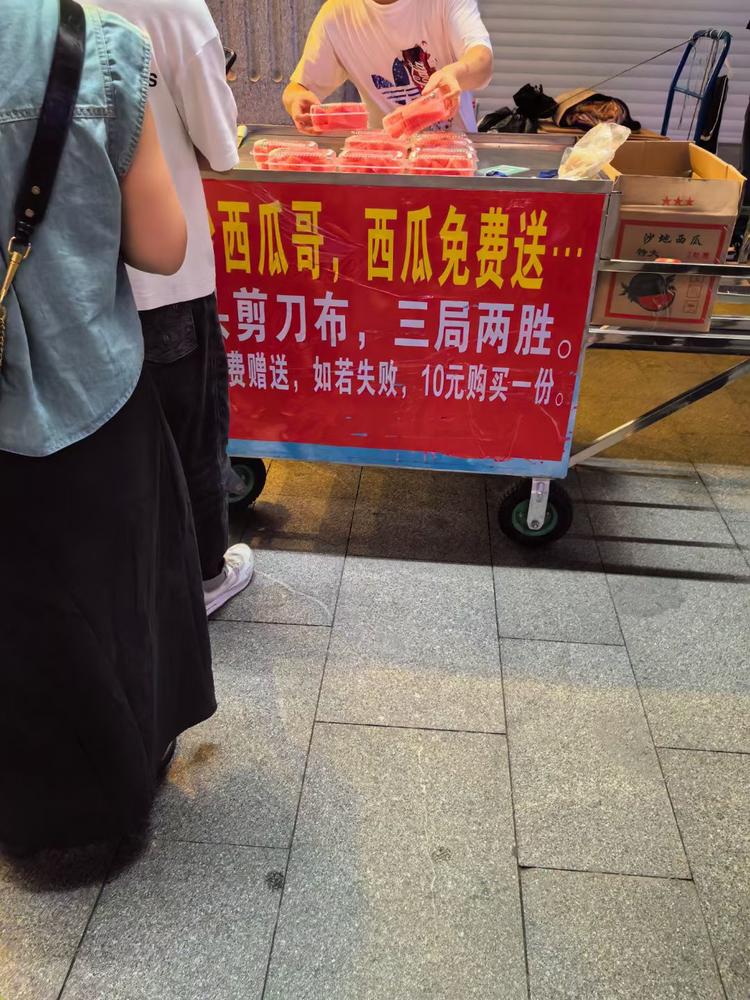 西瓜哥，西瓜免费送…
剪刀布，三局两胜。
费赠送，如若失败，10元购买一份。
★★★
沙地西瓜